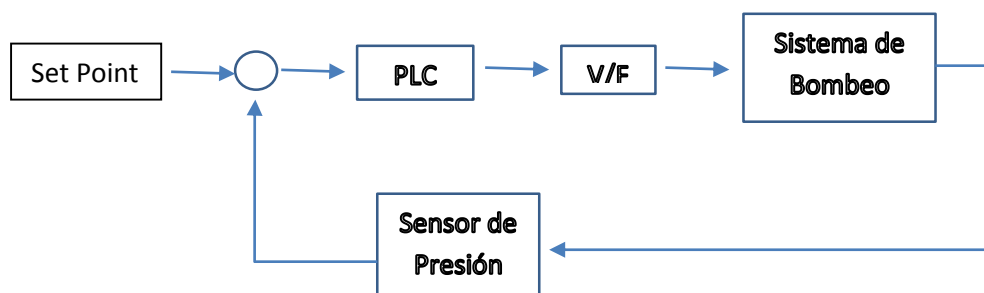 Set Point
PLC
V/F
Sistema de
Bombeo
Sensor de
Presión